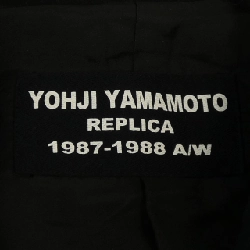 YOHJI YAMAMOTO
REPLICA
1987-1988 A/W